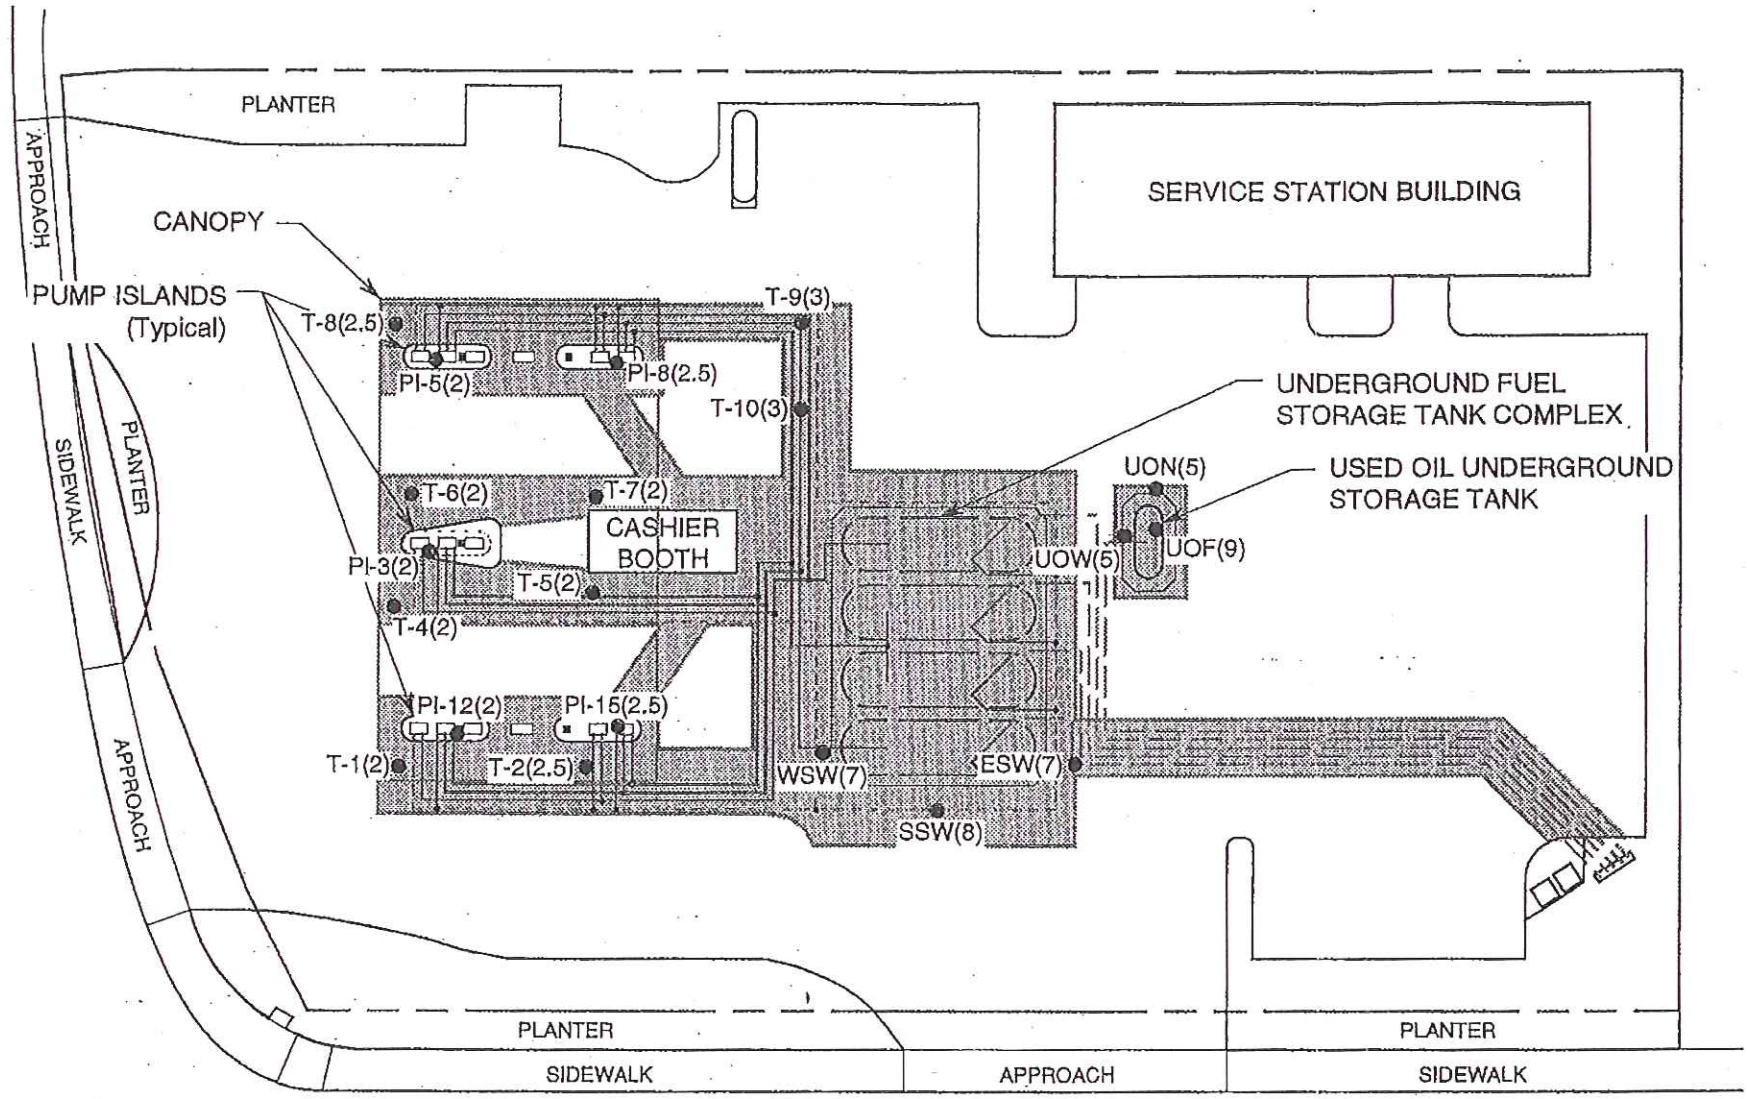 PLANTER
APPROACH
SERVICE STATION BUILDING
CANOPY
PUMP ISLANDS
(Typical)
T-8(2.5)
T-9(3)
PI-5(2)
PI-8(2.5)
T-10(3)
UNDERGROUND FUEL
STORAGE TANK COMPLEX
PLANTER
SIDEWALK
UON(5)
USED OIL UNDERGROUND
STORAGE TANK
T-6(2)
T-7(2)
CASHIER
BOOTH
UOW(5)
UOF(9)
PI-3(2)
T-5(2)
T-4(2)
PI-12(2)
PI-15(2.5)
APPROACH
T-1(2)
T-2(2.5)
WSW(7)
ESW(7)
SSW(8)
PLANTER
PLANTER
SIDEWALK
APPROACH
SIDEWALK